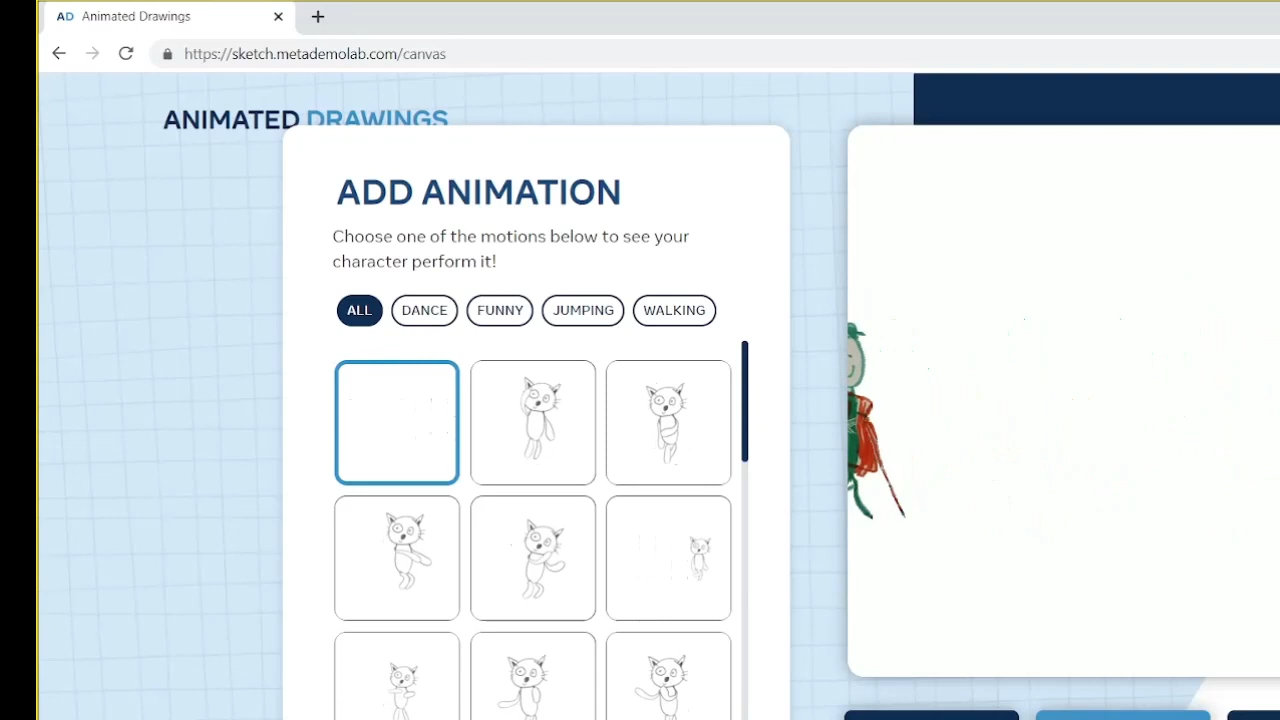 AD Animated Drawings
https://sketch.metademolab.com/canvas
ANIMATED DRAWINGS
ADD ANIMATION
Choose one of the motions below to see your
character perform it!
ALL DANCE FUNNY JUMPING WALKING